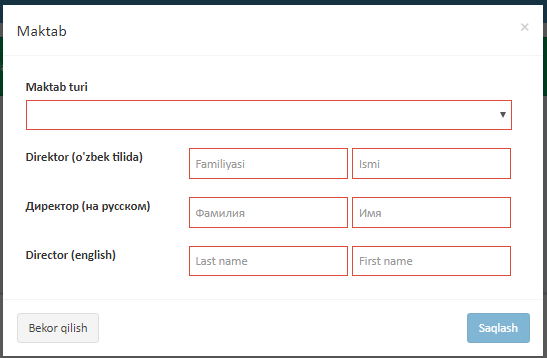 Maktab
×
Maktab turi
Direktor (o'zbek tilida) Familiyasi Ismi
Директор (на русском) Фамилия Имя
Director (english) Last name First name
Bekor qilish Saqlash